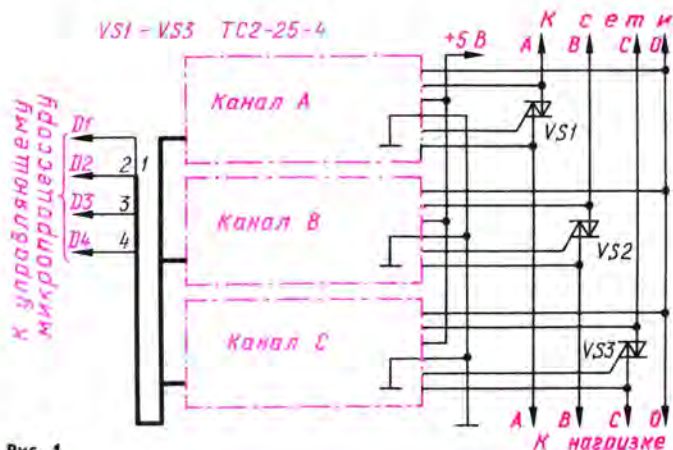 VS1 - VS3 ТС2-25-4
К сети
+5 В
A B C 0
К управляющему
микропроцессору
D1
D2
D3
D4
2 1
3
4
Канал A
VS1
Канал B
VS2
Канал C
VS3
A B C 0
К нагрузке
Рис. 1